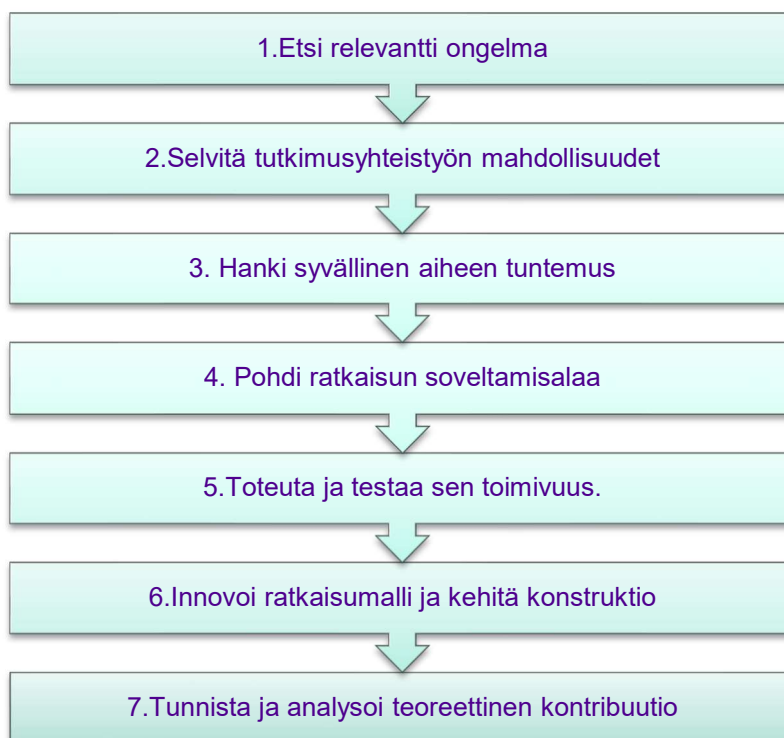 1.Etsi relevantti ongelma
2.Selvitä tutkimusyhteistyön mahdollisuudet
3. Hanki syvällinen aiheen tuntemus
4. Pohdi ratkaisun soveltamisalaa
5.Toteuta ja testaa sen toimivuus.
6.Innovoi ratkaisumalli ja kehitä konstruktio
7.Tunnista ja analysoi teoreettinen kontribuutio